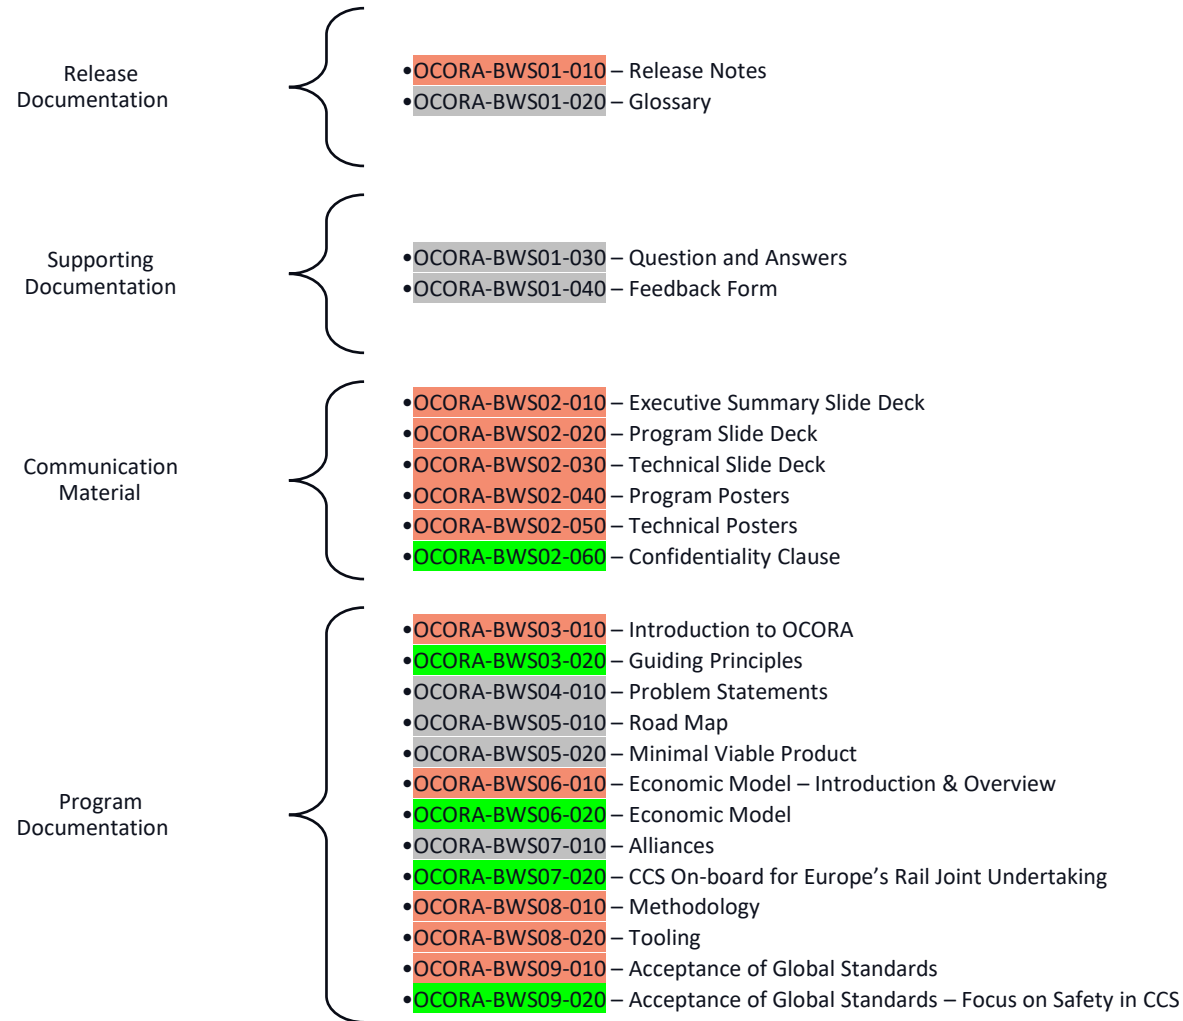 Release
Documentation
•OCORA-BWS01-010 – Release Notes
•OCORA-BWS01-020 – Glossary
Supporting
Documentation
•OCORA-BWS01-030 – Question and Answers
•OCORA-BWS01-040 – Feedback Form
Communication
Material
•OCORA-BWS02-010 – Executive Summary Slide Deck
•OCORA-BWS02-020 – Program Slide Deck
•OCORA-BWS02-030 – Technical Slide Deck
•OCORA-BWS02-040 – Program Posters
•OCORA-BWS02-050 – Technical Posters
•OCORA-BWS02-060 – Confidentiality Clause
Program
Documentation
•OCORA-BWS03-010 – Introduction to OCORA
•OCORA-BWS03-020 – Guiding Principles
•OCORA-BWS04-010 – Problem Statements
•OCORA-BWS05-010 – Road Map
•OCORA-BWS05-020 – Minimal Viable Product
•OCORA-BWS06-010 – Economic Model – Introduction & Overview
•OCORA-BWS06-020 – Economic Model
•OCORA-BWS07-010 – Alliances
•OCORA-BWS07-020 – CCS On-board for Europe’s Rail Joint Undertaking
•OCORA-BWS08-010 – Methodology
•OCORA-BWS08-020 – Tooling
•OCORA-BWS09-010 – Acceptance of Global Standards
•OCORA-BWS09-020 – Acceptance of Global Standards – Focus on Safety in CCS